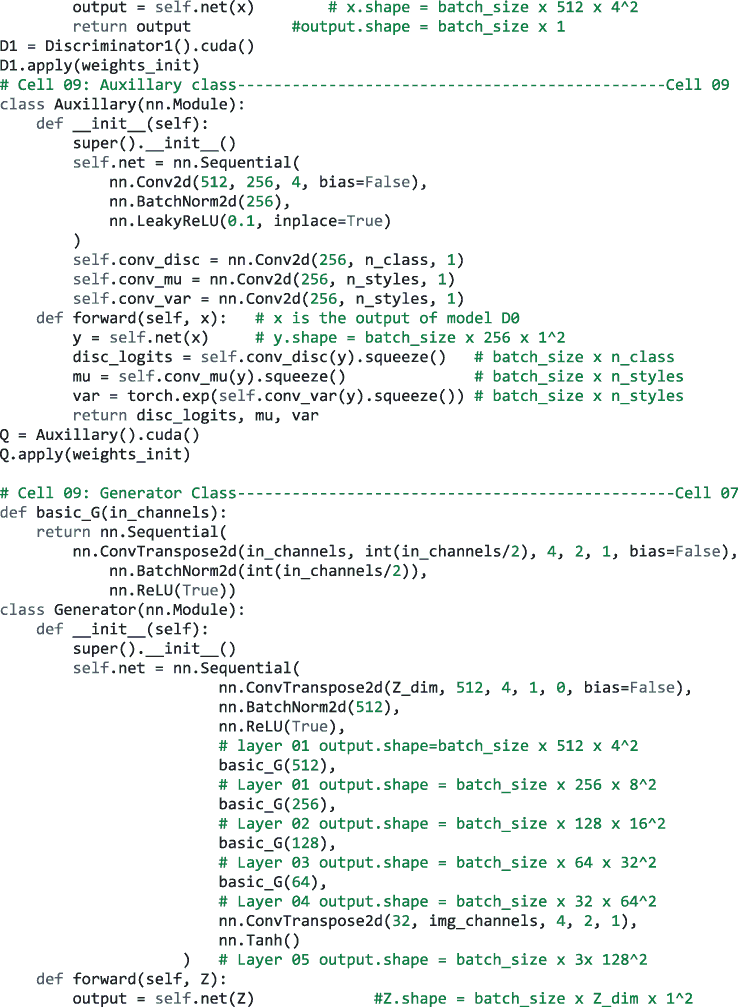 output = self.net(x)        # x.shape = batch_size x 512 x 4^2
        return output       #output.shape = batch_size x 1
D1 = Discriminator1().cuda()
D1.apply(weights_init)
# Cell 09: Auxillary class-----------------------------------------------Cell 09
class Auxillary(nn.Module):
    def __init__(self):
        super().__init__()
        self.net = nn.Sequential(
            nn.Conv2d(512, 256, 4, bias=False),
            nn.BatchNorm2d(256),
            nn.LeakyReLU(0.1, inplace=True)
        )
        self.conv_disc = nn.Conv2d(256, n_class, 1)
        self.conv_mu = nn.Conv2d(256, n_styles, 1)
        self.conv_var = nn.Conv2d(256, n_styles, 1)
    def forward(self, x):   # x is the output of model D0
        y = self.net(x)     # y.shape = batch_size x 256 x 1^2
        disc_logits = self.conv_disc(y).squeeze()   # batch_size x n_class
        mu = self.conv_mu(y).squeeze()              # batch_size x n_styles
        var = torch.exp(self.conv_var(y).squeeze()) # batch_size x n_styles
        return disc_logits, mu, var
Q = Auxillary().cuda()
Q.apply(weights_init)
# Cell 09: Generator Class------------------------------------------------Cell 07
def basic_G(in_channels):
    return nn.Sequential(
        nn.ConvTranspose2d(in_channels, int(in_channels/2), 4, 2, 1, bias=False),
            nn.BatchNorm2d(int(in_channels/2)),
            nn.ReLU(True))
class Generator(nn.Module):
    def __init__(self):
        super().__init__()
        self.net = nn.Sequential(
                        nn.ConvTranspose2d(Z_dim, 512, 4, 1, 0, bias=False),
                        nn.BatchNorm2d(512),
                        nn.ReLU(True),
                        # layer 01 output.shape=batch_size x 512 x 4^2
                        basic_G(512),
                        # Layer 01 output.shape = batch_size x 256 x 8^2
                        basic_G(256),
                        # Layer 02 output.shape = batch_size x 128 x 16^2
                        basic_G(128),
                        # Layer 03 output.shape = batch_size x 64 x 32^2
                        basic_G(64),
                        # Layer 04 output.shape = batch_size x 32 x 64^2
                        nn.ConvTranspose2d(32, img_channels, 4, 2, 1),
                        nn.Tanh()
                    )   # Layer 05 output.shape = batch_size x 3x 128^2
    def forward(self, Z):
        output = self.net(Z)             #Z.shape = batch_size x Z_dim x 1^2